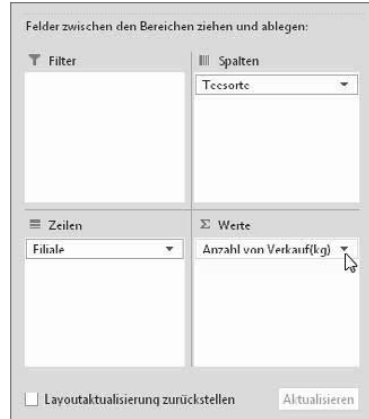 Felder zwischen den Bereichen ziehen und ablegen:
Filter
Spalten
Teesorte
Zeilen
Σ Werte
Filiale
Anzahl von Verkauf(kg)
Layoutaktualisierung zurückstellen
Aktualisieren